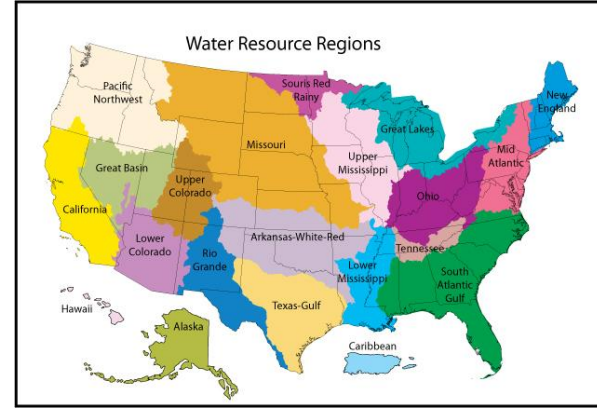 Water Resource Regions
Pacific
Northwest
Souris Red
Rainy
New
England
Great Lakes
Missouri
Upper
Mississippi
Mid
Atlantic
Great Basin
Upper
Colorado
Ohio
California
Lower
Colorado
Rio
Grande
Arkansas-White-Red
Tennessee
Lower
Mississippi
South
Atlantic
Gulf
Texas-Gulf
Hawaii
Alaska
Caribbean